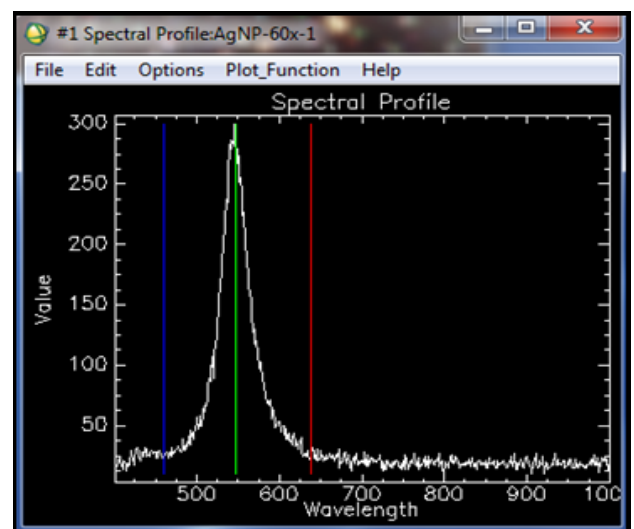 #1 Spectral Profile:AgNP-60x-1
File Edit Options Plot_Function Help
Spectral Profile
300
250
200
150
100
50
Value
500 600 700 800 900 100
Wavelength